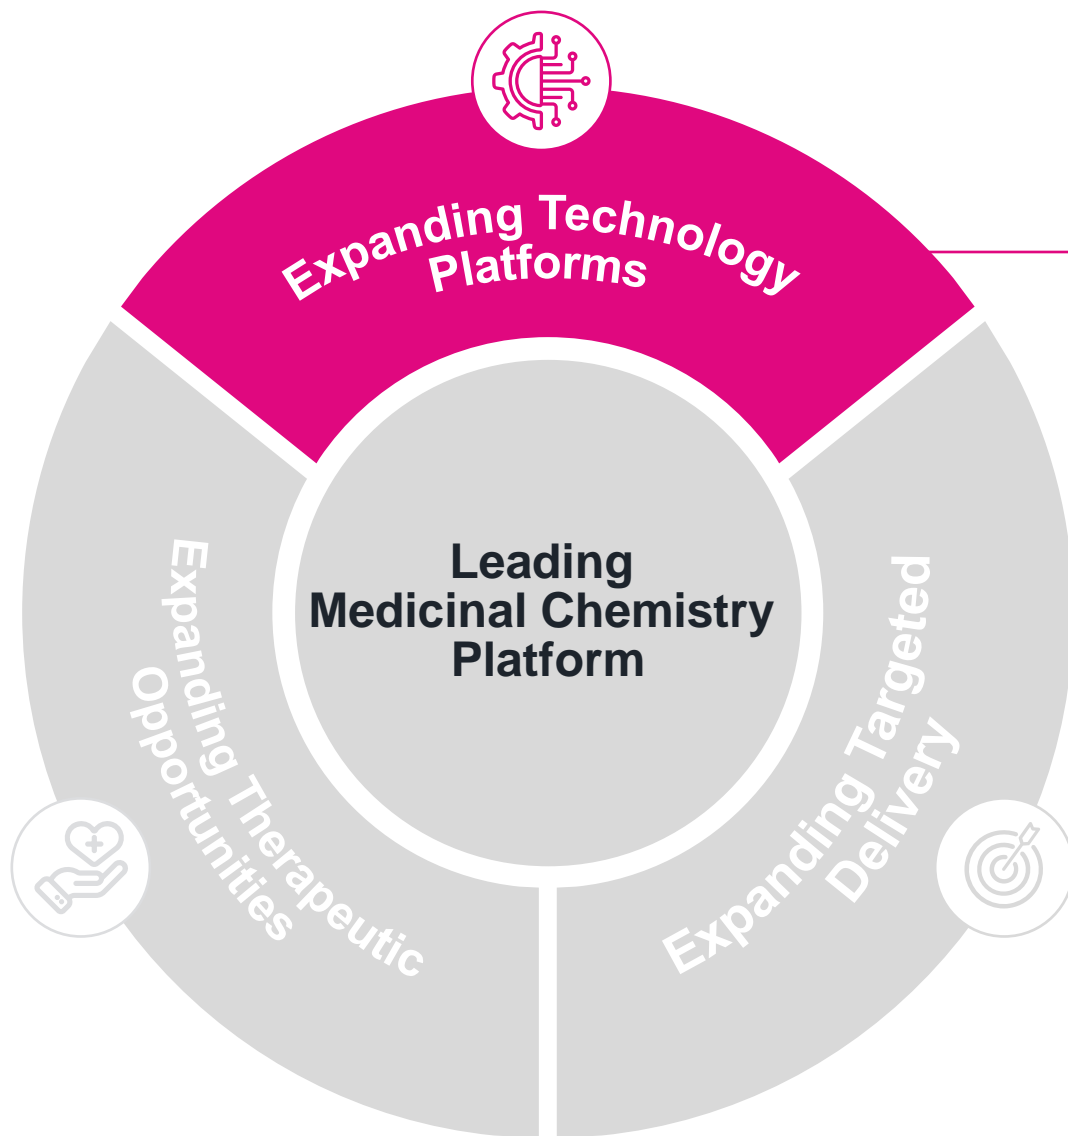 Expanding Technology
Platforms
Leading
Medicinal Chemistry
Platform
Expanding Therapeutic
Opportunities
Expanding Targeted
Delivery